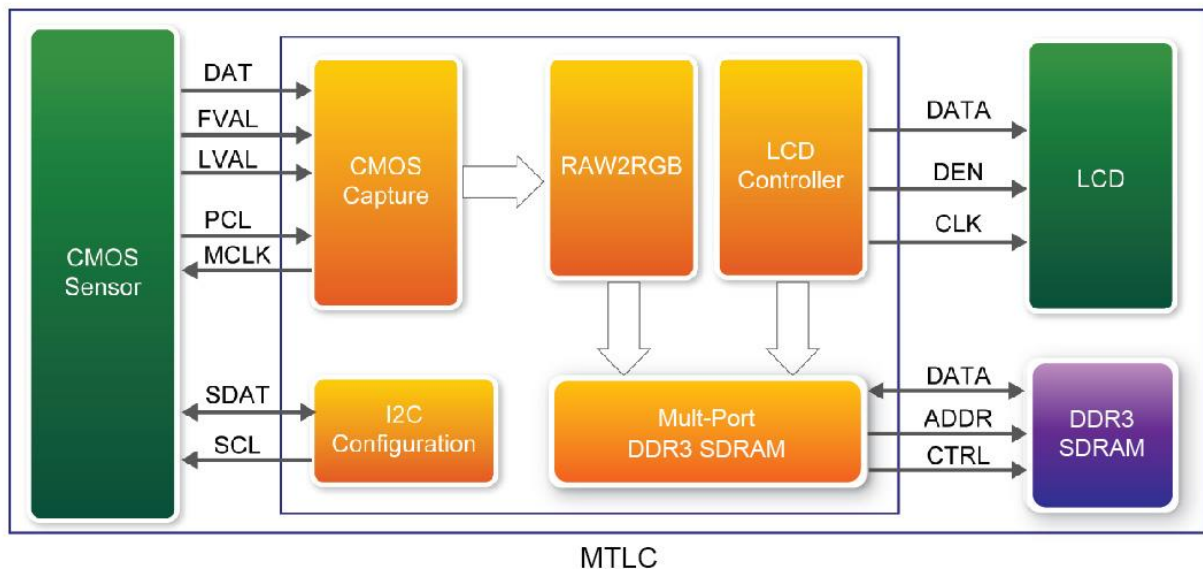 CMOS
Sensor
DAT
FVAL
LVAL
PCL
MCLK
SDAT
SCL
CMOS
Capture
I2C
Configuration
RAW2RGB
LCD
Controller
Mult-Port
DDR3 SDRAM
DATA
DEN
CLK
LCD
DATA
ADDR
CTRL
DDR3
SDRAM
MTLC